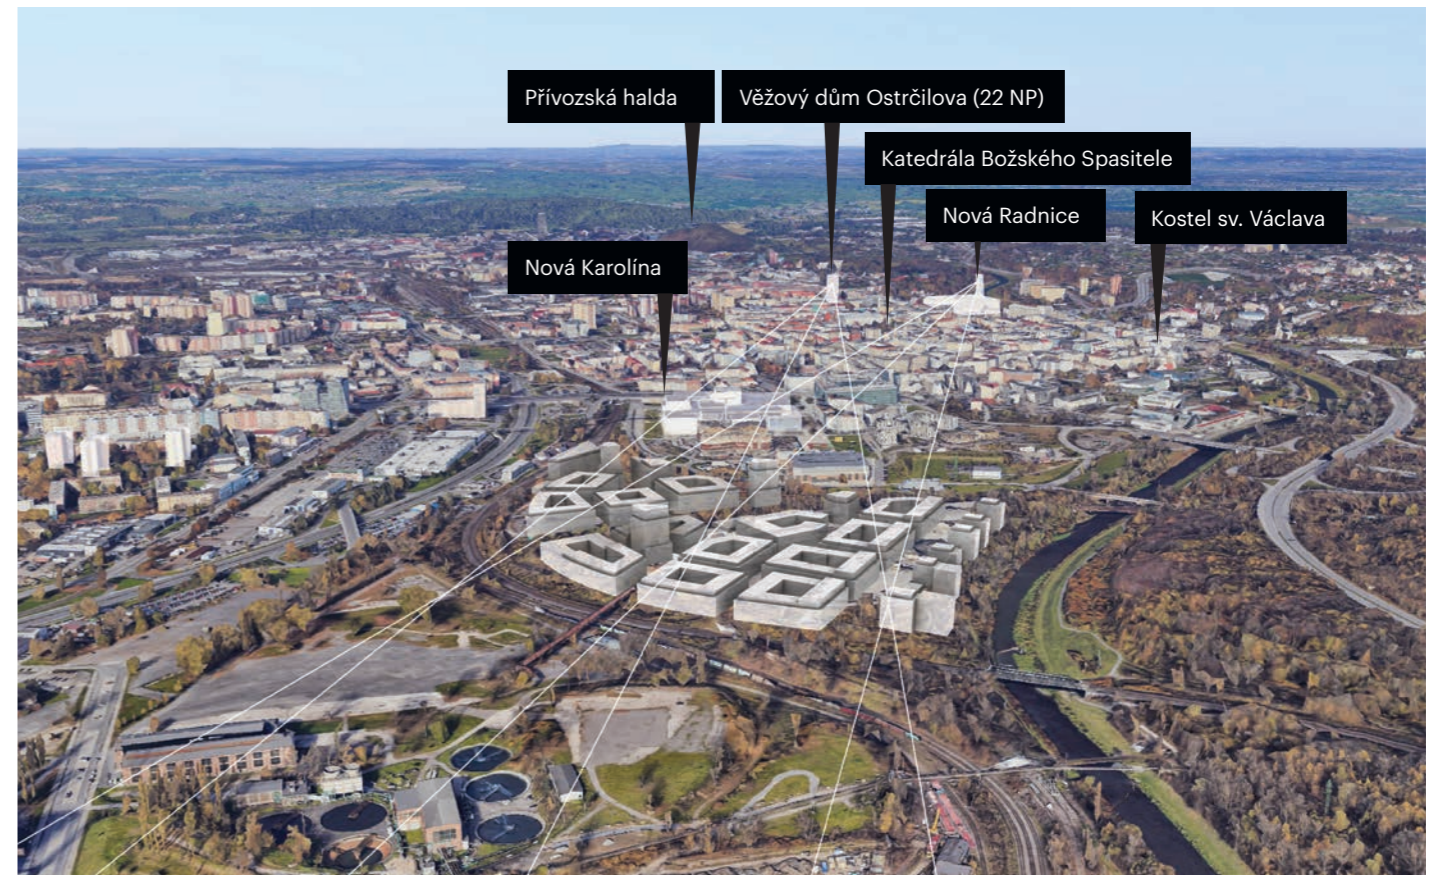 Přívozská halda
Věžový dům Ostrčilova (22 NP)
Katedrála Božského Spasitele
Nová Radnice
Kostel sv. Václava
Nová Karolína